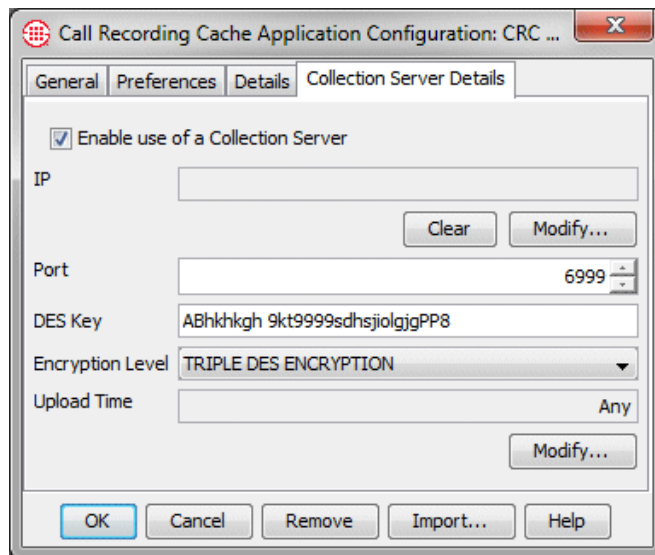 Call Recording Cache Application Configuration: CRC ...
General Preferences Details Collection Server Details
Enable use of a Collection Server
IP
Clear Modify...
Port 6999
DES Key ABhkhkgh 9kt9999sdhsjiolgjgPP8
Encryption Level TRIPLE DES ENCRYPTION
Upload Time Any
Modify...
OK Cancel Remove Import... Help